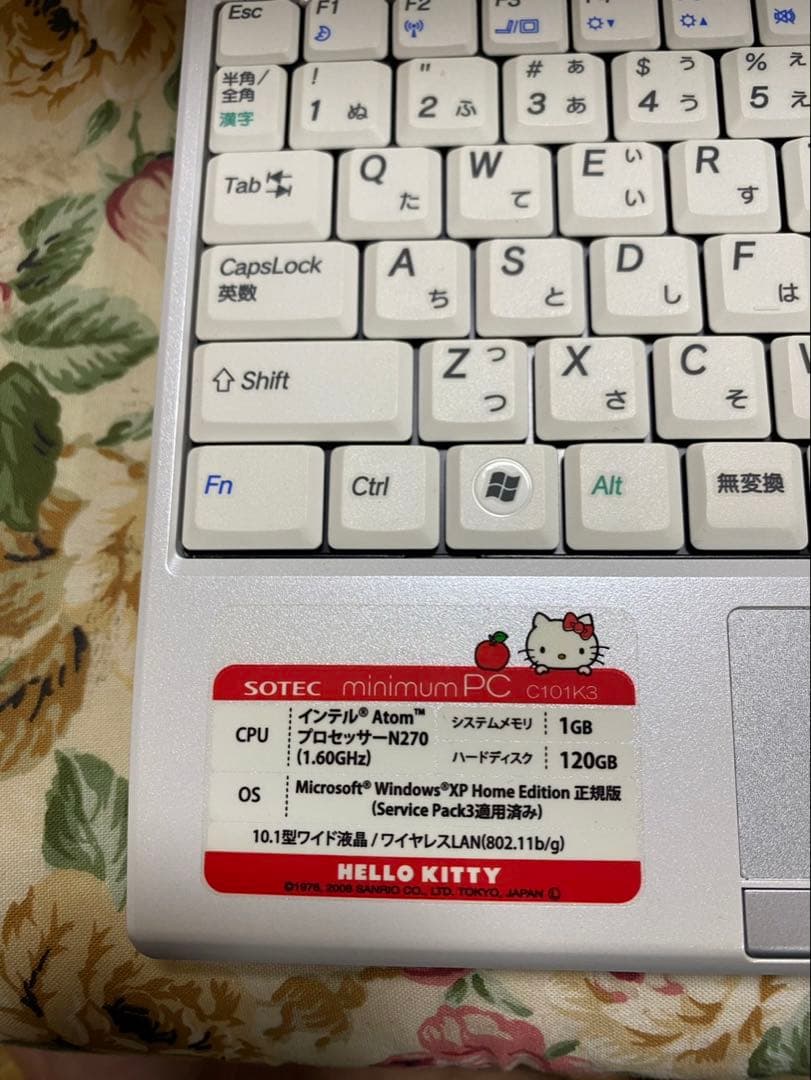 Esc F1 F2 F3
半角/ ! " # ぁ $ ぅ % ぇ
全角 1 ぬ 2 ふ 3 あ 4 う 5 え
漢字
Tab Q た W て E ぃ い R す
CapsLock A ち S と D し F は
英数
Shift Z っ つ X さ C そ
Fn Ctrl Alt 無変換
SOTEC minimum PC C101K3
CPU インテル® Atom™ プロセッサーN270 (1.60GHz)
システムメモリ 1GB
ハードディスク 120GB
OS Microsoft® Windows®XP Home Edition 正規版
(Service Pack3適用済み)
10.1型ワイド液晶 / ワイヤレスLAN(802.11b/g)
HELLO KITTY
©1976, 2008 SANRIO CO., LTD. TOKYO, JAPAN Ⓛ